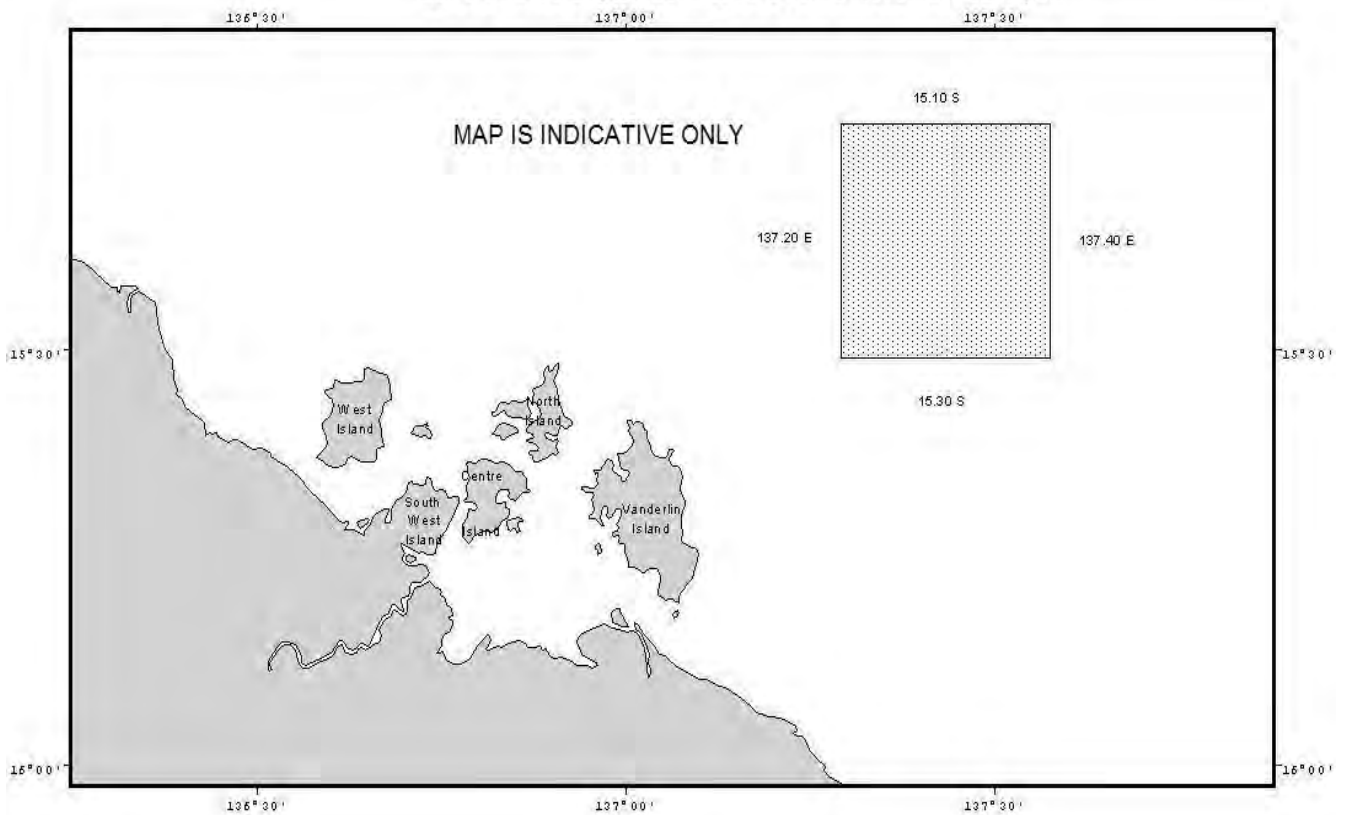 136°30'
137°00'
137°30'
15.10 S
MAP IS INDICATIVE ONLY
137.20 E
137.40 E
15°30'
15°30'
15.30 S
West
Island
North
Island
Centre
Island
South
West
Island
Vanderlin
Island
16°00'
16°00'
136°30'
137°00'
137°30'